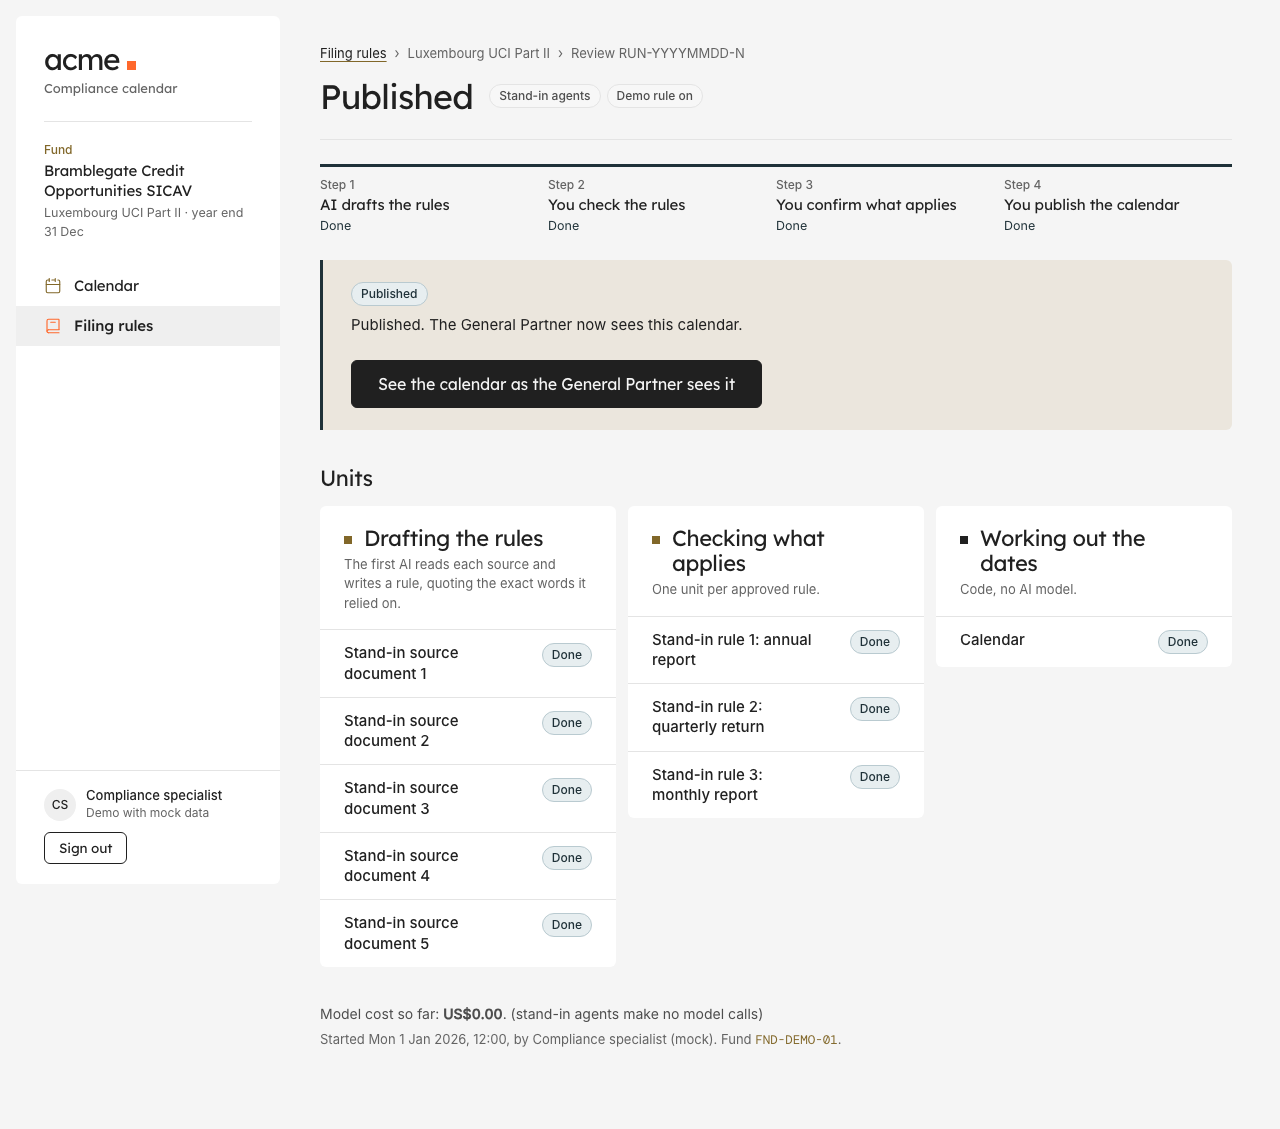 acme
Compliance calendar
Fund
Bramblegate Credit
Opportunities SICAV
Luxembourg UCI Part II · year end
31 Dec
Calendar
Filing rules
CS
Compliance specialist
Demo with mock data
Sign out
Filing rules › Luxembourg UCI Part II › Review RUN-YYYYMMDD-N
Published
Stand-in agents
Demo rule on
Step 1
AI drafts the rules
Done
Step 2
You check the rules
Done
Step 3
You confirm what applies
Done
Step 4
You publish the calendar
Done
Published
Published. The General Partner now sees this calendar.
See the calendar as the General Partner sees it
Units
Drafting the rules
The first AI reads each source and
writes a rule, quoting the exact words it
relied on.
Stand-in source
document 1
Done
Stand-in source
document 2
Done
Stand-in source
document 3
Done
Stand-in source
document 4
Done
Stand-in source
document 5
Done
Checking what
applies
One unit per approved rule.
Stand-in rule 1: annual
report
Done
Stand-in rule 2:
quarterly return
Done
Stand-in rule 3:
monthly report
Done
Working out the
dates
Code, no AI model.
Calendar
Done
Model cost so far: US$0.00. (stand-in agents make no model calls)
Started Mon 1 Jan 2026, 12:00, by Compliance specialist (mock). Fund FND-DEMO-01.